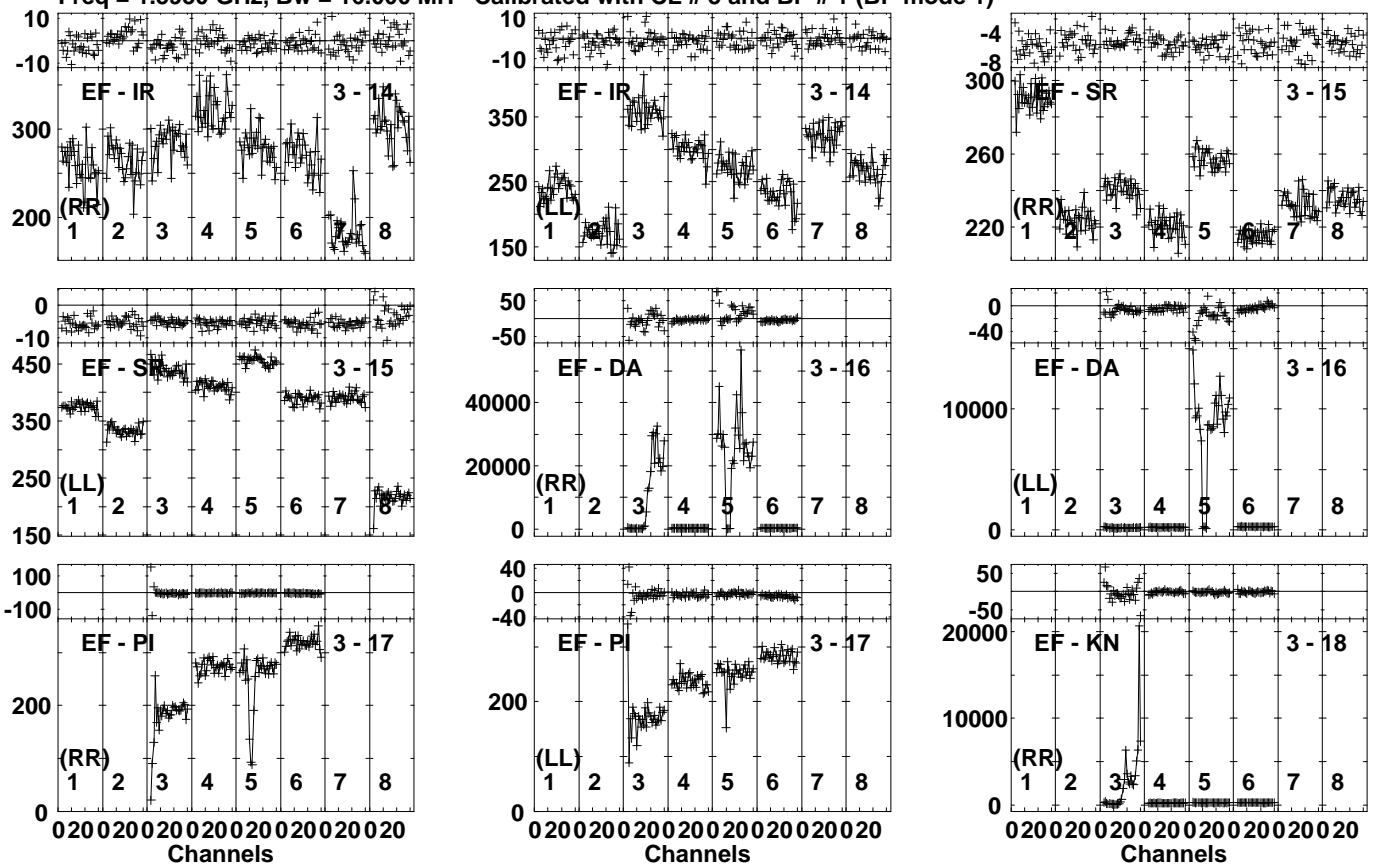 10 10 -4
-10 -10 -8
EF - IR 3 - 14 EF - IR 3 - 14 300 EF - SR 3 - 15
300 350 260
200 250 220
(RR) (LL) (RR)
1 2 3 4 5 6 7 8 150 1 2 3 4 5 6 7 8 1 2 3 4 5 6 7 8
0 50 0
-10 -50 -40
450 EF - SR 3 - 15 EF - DA 3 - 16 EF - DA 3 - 16
350 40000 10000
250 20000
(LL) (RR) (LL)
150 1 2 3 4 5 6 7 8 0 1 2 3 4 5 6 7 8 0 1 2 3 4 5 6 7 8
100 40 50
0
-100 -40 -50
EF - PI 3 - 17 EF - PI 3 - 17 20000 EF - KN 3 - 18
200 200 10000
(RR) (LL) (RR)
1 2 3 4 5 6 7 8 1 2 3 4 5 6 7 8 1 2 3 4 5 6 7 8
0 0 0
0 20 0 20 0 20 0 20 0 20 0 20 0 20 0 20 0 20 0 20 0 20 0 20 0 20 0 20 0 20 0 20 0 20 0 20 0 20 0 20 0 20 0 20 0 20 0 20
Channels Channels Channels